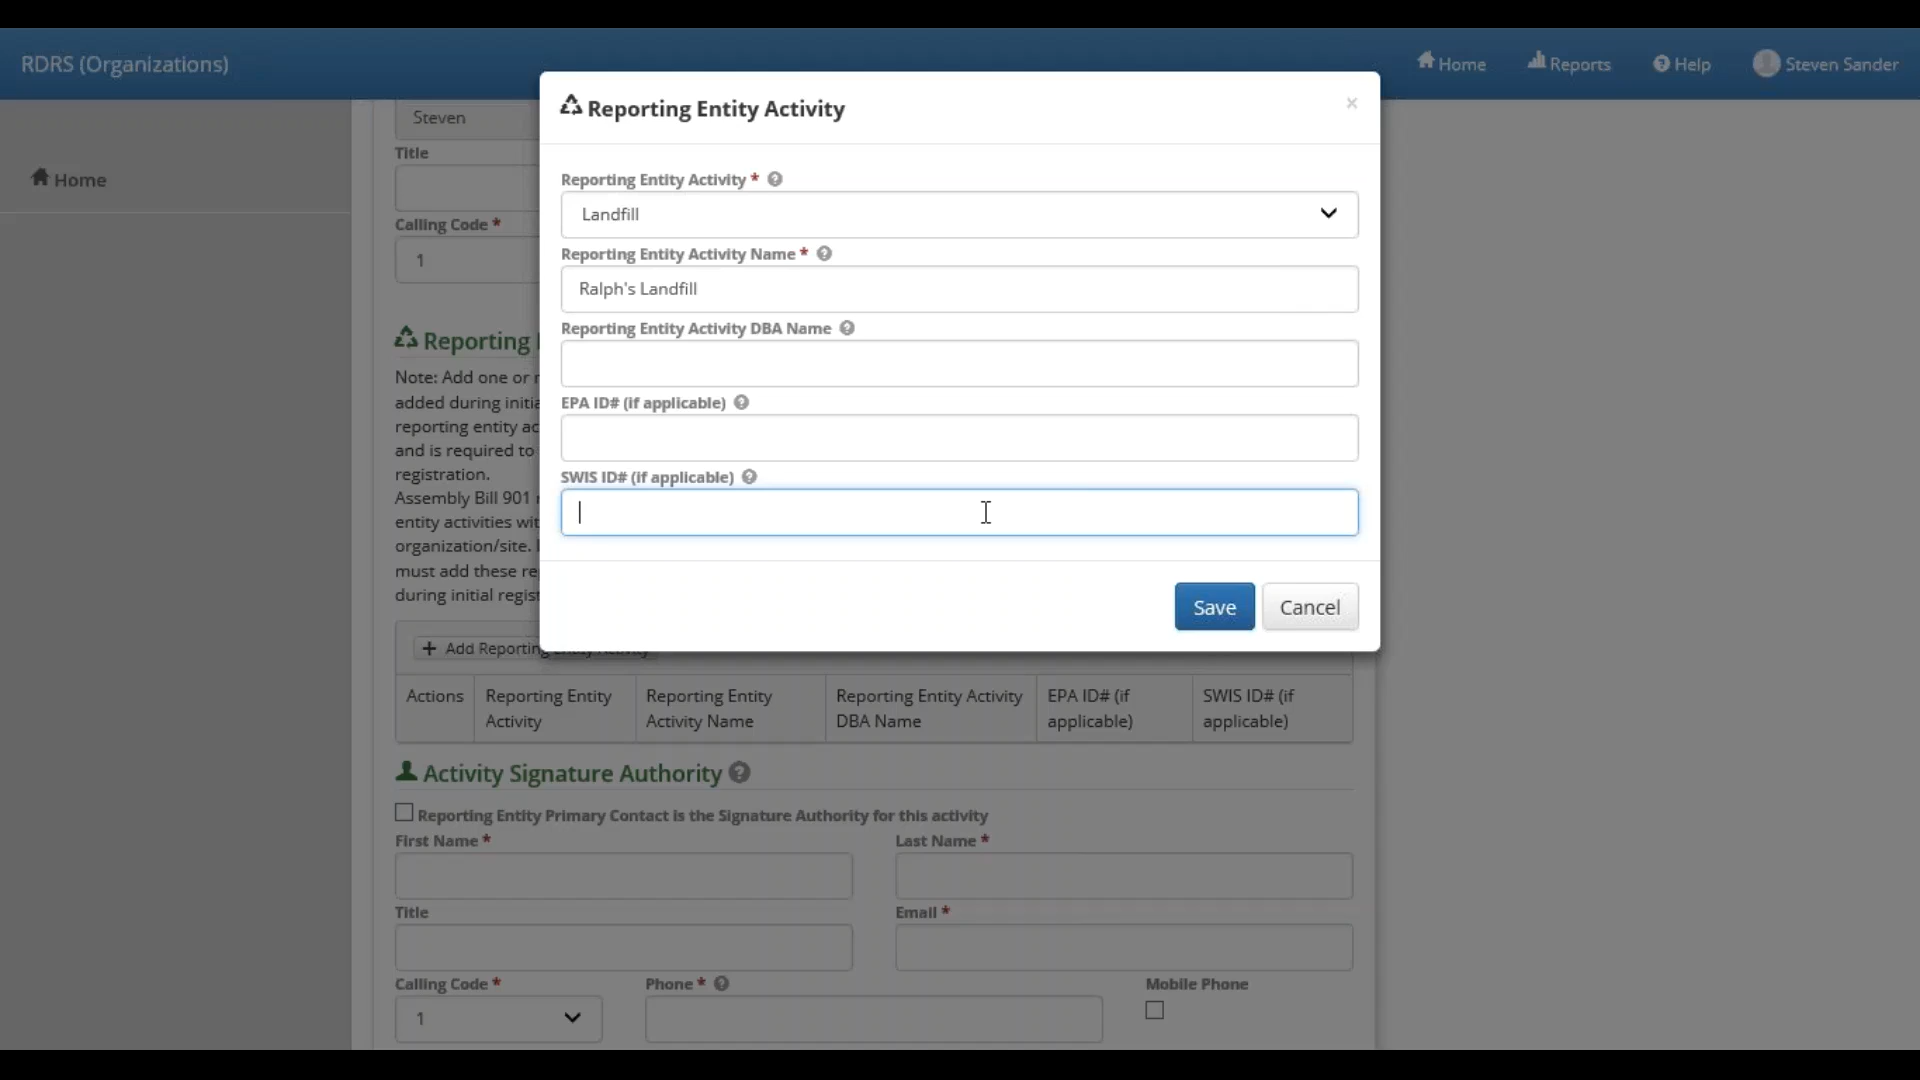 RDRS (Organizations)
Home
Reports
Help
Steven Sander
Home
Steven
Title
Calling Code *
1
Reporting Entity Activity
×
Reporting Entity Activity *
Landfill
Reporting Entity Activity Name *
Ralph's Landfill
Reporting Entity Activity DBA Name
EPA ID# (if applicable)
SWIS ID# (if applicable)
Save
Cancel
Reporting
Note: Add one or
added during initia
reporting entity ac
and is required to
registration.
Assembly Bill 901
entity activities wit
organization/site.
must add these re
during initial regist
+ Add Reporting Entity Activity
Actions
Reporting Entity
Activity
Reporting Entity
Activity Name
Reporting Entity Activity
DBA Name
EPA ID# (if
applicable)
SWIS ID# (if
applicable)
Activity Signature Authority
Reporting Entity Primary Contact is the Signature Authority for this activity
First Name *
Last Name *
Title
Email *
Calling Code *
Phone *
Mobile Phone
1